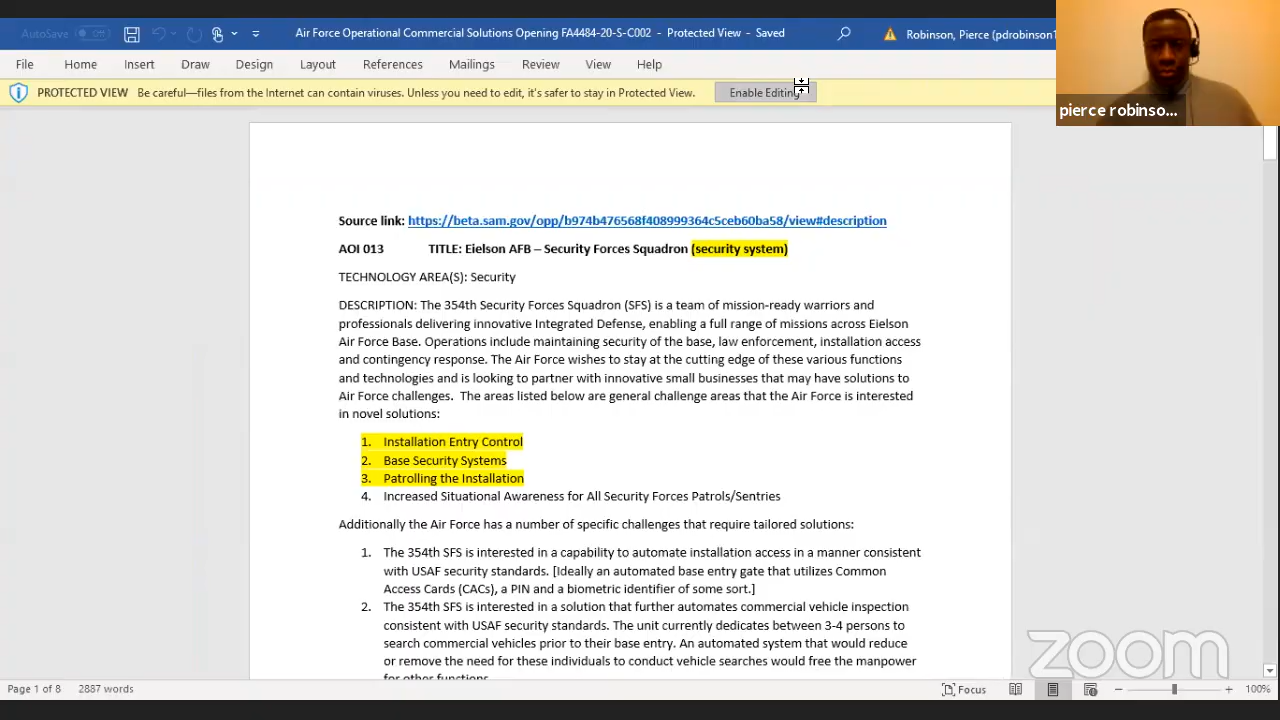 AutoSave Off
Air Force Operational Commercial Solutions Opening FA4484-20-S-C002 - Protected View - Saved
Robinson, Pierce (pdrobinson1
File Home Insert Draw Design Layout References Mailings Review View Help
PROTECTED VIEW Be careful—files from the Internet can contain viruses. Unless you need to edit, it's safer to stay in Protected View. Enable Editing
pierce robinso...
Source link: https://beta.sam.gov/opp/b974b476568f408999364c5ceb60ba58/view#description
AOI 013 TITLE: Eielson AFB – Security Forces Squadron (security system)
TECHNOLOGY AREA(S): Security
DESCRIPTION: The 354th Security Forces Squadron (SFS) is a team of mission-ready warriors and
professionals delivering innovative Integrated Defense, enabling a full range of missions across Eielson
Air Force Base. Operations include maintaining security of the base, law enforcement, installation access
and contingency response. The Air Force wishes to stay at the cutting edge of these various functions
and technologies and is looking to partner with innovative small businesses that may have solutions to
Air Force challenges. The areas listed below are general challenge areas that the Air Force is interested
in novel solutions:
1. Installation Entry Control
2. Base Security Systems
3. Patrolling the Installation
4. Increased Situational Awareness for All Security Forces Patrols/Sentries
Additionally the Air Force has a number of specific challenges that require tailored solutions:
1. The 354th SFS is interested in a capability to automate installation access in a manner consistent
with USAF security standards. [Ideally an automated base entry gate that utilizes Common
Access Cards (CACs), a PIN and a biometric identifier of some sort.]
2. The 354th SFS is interested in a solution that further automates commercial vehicle inspection
consistent with USAF security standards. The unit currently dedicates between 3-4 persons to
search commercial vehicles prior to their base entry. An automated system that would reduce
or remove the need for these individuals to conduct vehicle searches would free the manpower
for other functions.
zoom
Page 1 of 8 2887 words Focus 100%